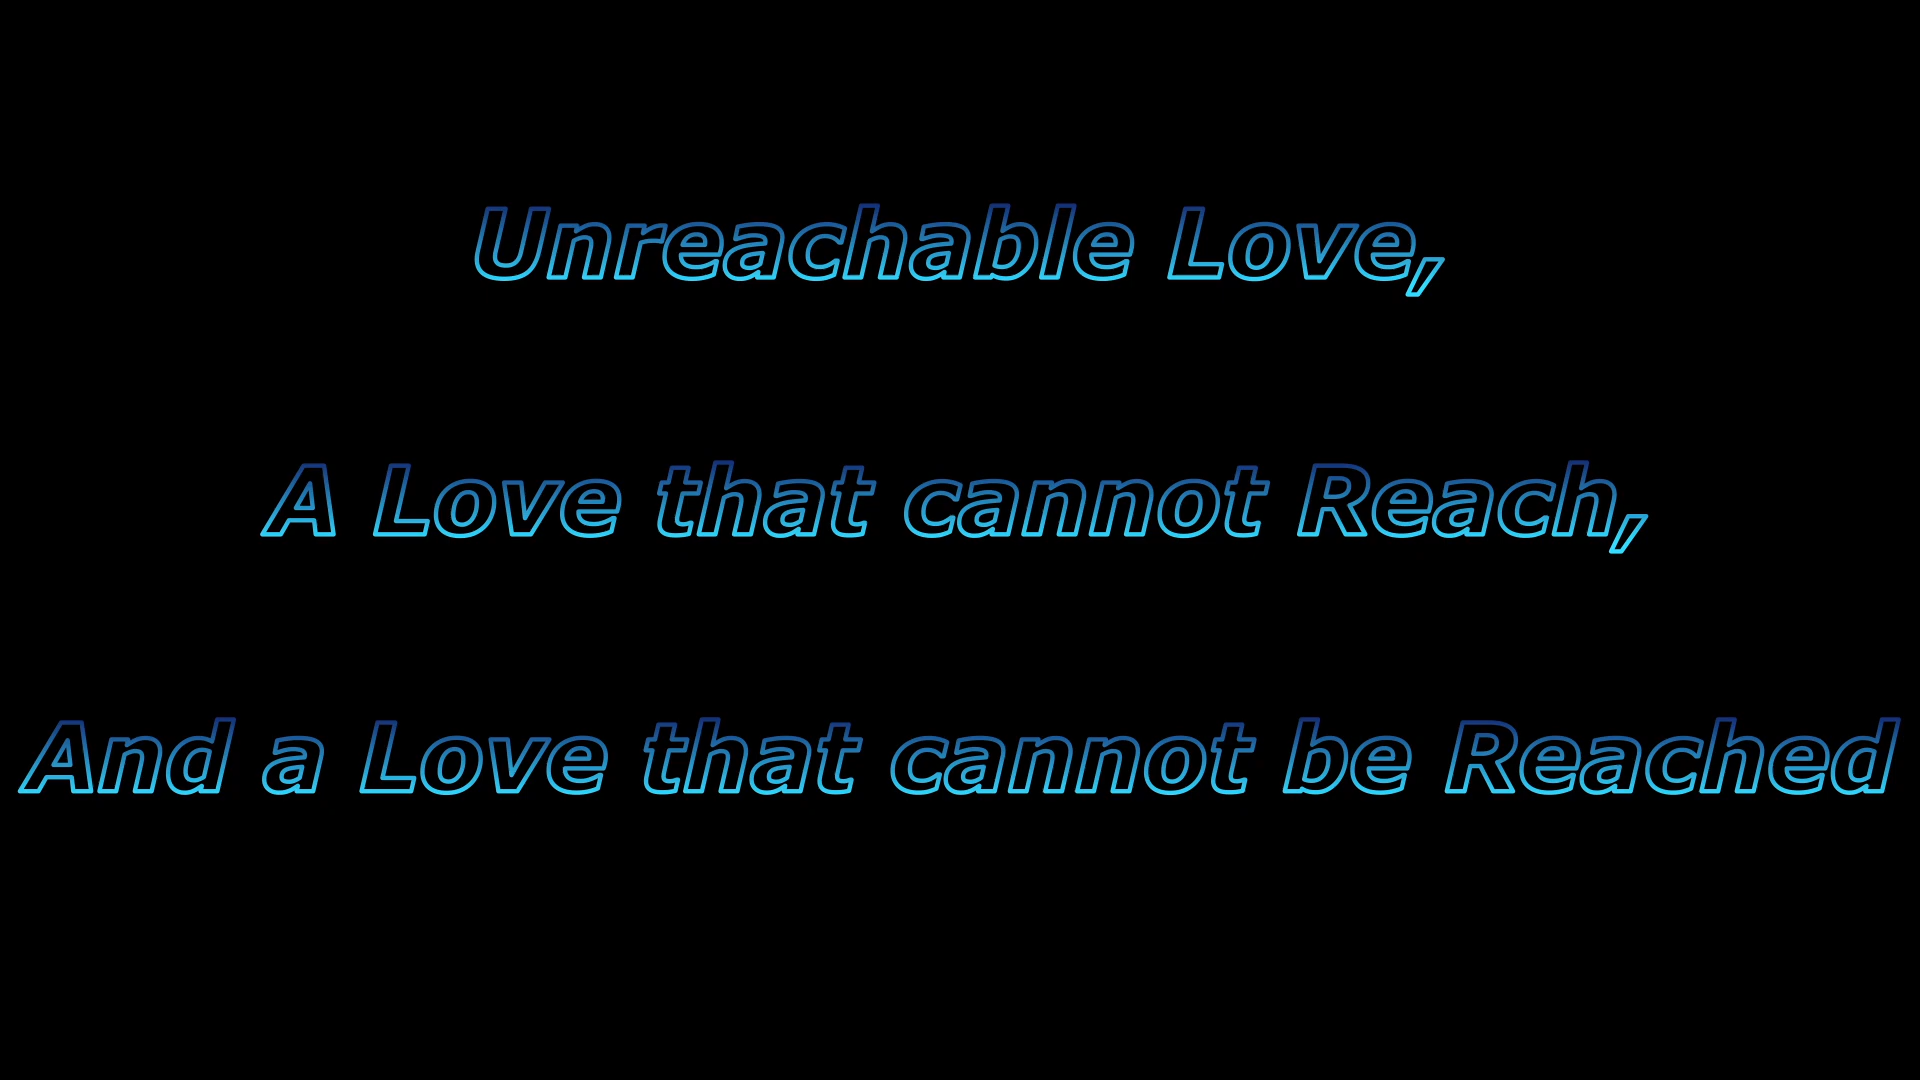 Unreachable Love,
A Love that cannot Reach,
And a Love that cannot be Reached